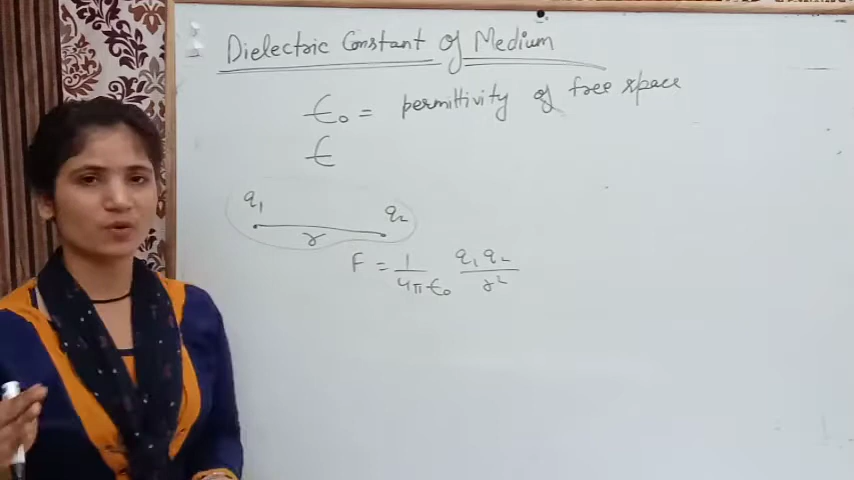 Dielectric Constant of Medium
ϵ₀ = permittivity of free space
ϵ
q₁ q₂
r
F = 1/4πϵ₀ q₁q₂/r²